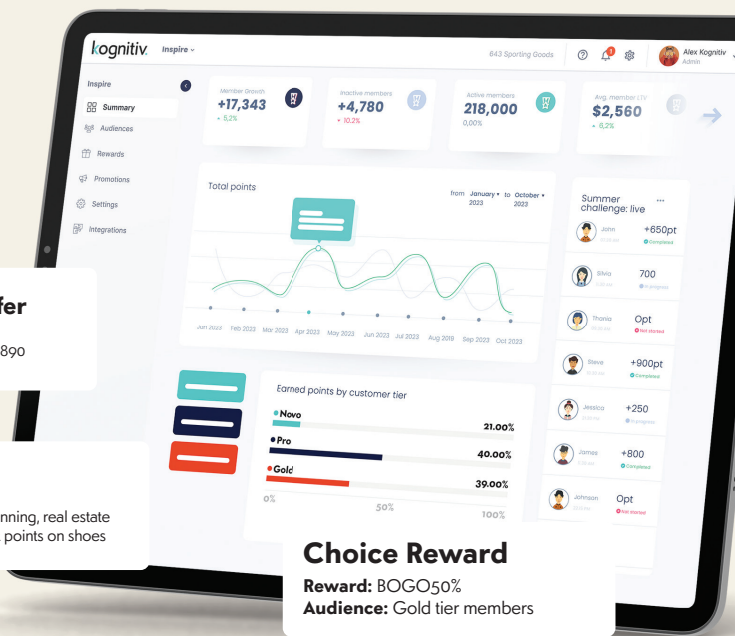 kognitiv
Inspire
643 Sporting Goods
Alex Kognitiv
Admin
Inspire
Summary
Audiences
Rewards
Promotions
Settings
Integrations
Member Growth
+17,343
5,2%
Inactive members
+4,780
10,2%
Active members
218,000
0,00%
Avg. member LTV
$2,560
6,2%
Total points
from January 2023 to October 2023
Jan 2023 Feb 2023 Mar 2023 Apr 2023 May 2023 Jun 2023 Jul 2023 Aug 2019 Sep 2023 Oct 2023
Summer
challenge: live
John +650pt
Completed
Silvia 700
In progress
Thania 0pt
Not started
Steve +900pt
Completed
Jessica +250
In progress
James +800
Completed
Johnson 0pt
Not started
Earned points by customer tier
Novo 21.00%
Pro 40.00%
Gold 39.00%
0% 50% 100%
fer
890
nning, real estate
points on shoes
Choice Reward
Reward: BOGO50%
Audience: Gold tier members